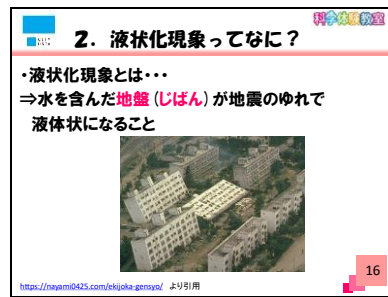 科学体験教室
2. 液状化現象ってなに？
・液状化現象とは・・・
⇒水を含んだ地盤(じばん)が地震のゆれで
液体状になること
https://nayami0425.com/ekijoka-gensyo/ より引用
16